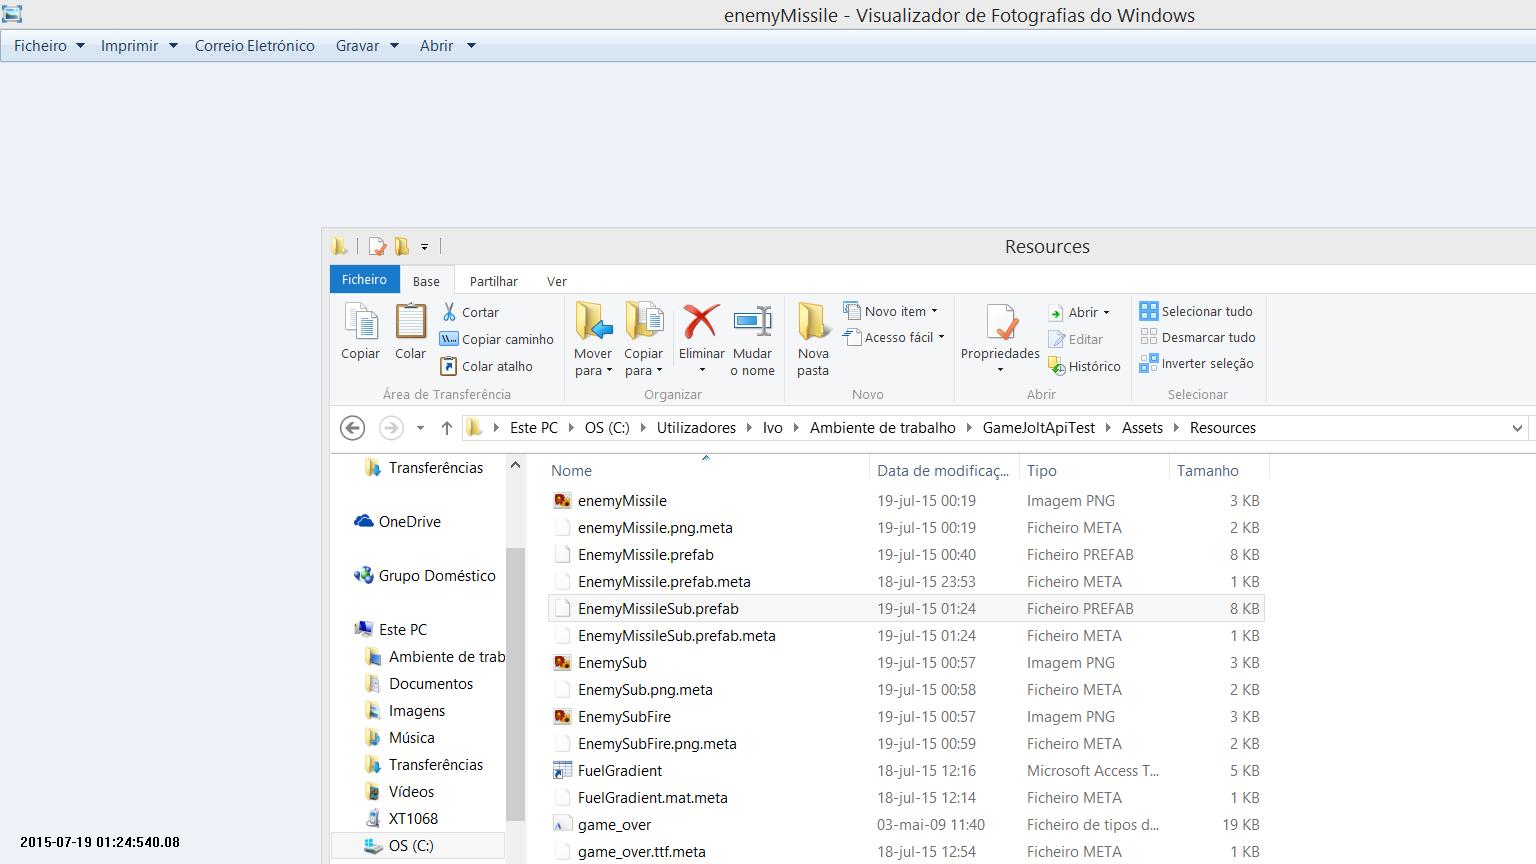 enemyMissile - Visualizador de Fotografias do Windows
Ficheiro Imprimir Correio Eletrónico Gravar Abrir
Resources
Ficheiro Base Partilhar Ver
Copiar
Colar
Cortar
Copiar caminho
Colar atalho
Área de Transferência
Mover para
Copiar para
Eliminar
Mudar o nome
Organizar
Nova pasta
Novo item
Acesso fácil
Novo
Propriedades
Abrir
Editar
Histórico
Abrir
Selecionar tudo
Desmarcar tudo
Inverter seleção
Selecionar
Este PC OS (C:) Utilizadores Ivo Ambiente de trabalho GameJoltApiTest Assets Resources
Transferências
OneDrive
Grupo Doméstico
Este PC
Ambiente de trab
Documentos
Imagens
Música
Transferências
Vídeos
XT1068
OS (C:)
Nome Data de modificaç... Tipo Tamanho
enemyMissile 19-jul-15 00:19 Imagem PNG 3 KB
enemyMissile.png.meta 19-jul-15 00:19 Ficheiro META 2 KB
EnemyMissile.prefab 19-jul-15 00:40 Ficheiro PREFAB 8 KB
EnemyMissile.prefab.meta 18-jul-15 23:53 Ficheiro META 1 KB
EnemyMissileSub.prefab 19-jul-15 01:24 Ficheiro PREFAB 8 KB
EnemyMissileSub.prefab.meta 19-jul-15 01:24 Ficheiro META 1 KB
EnemySub 19-jul-15 00:57 Imagem PNG 3 KB
EnemySub.png.meta 19-jul-15 00:58 Ficheiro META 2 KB
EnemySubFire 19-jul-15 00:57 Imagem PNG 3 KB
EnemySubFire.png.meta 19-jul-15 00:59 Ficheiro META 2 KB
FuelGradient 18-jul-15 12:16 Microsoft Access T... 5 KB
FuelGradient.mat.meta 18-jul-15 12:14 Ficheiro META 1 KB
game_over 03-mai-09 11:40 Ficheiro de tipos d... 19 KB
game_over.ttf.meta 18-jul-15 12:54 Ficheiro META 1 KB
2015-07-19 01:24:540.08